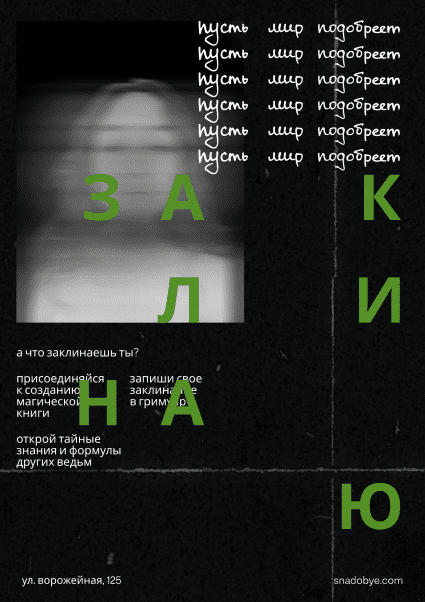 пусть мир подобреет
пусть мир подобреет
пусть мир подобреет
пусть мир подобреет
пусть мир подобреет
пусть мир подобреет
З А К
Л И
а что заклинаешь ты?
присоединяйся
к созданию
магической
книги
запиши свое
заклинание
в гримуар
Н А
открой тайные
знания и формулы
других ведьм
Ю
ул. ворожейная, 125
snadobye.com